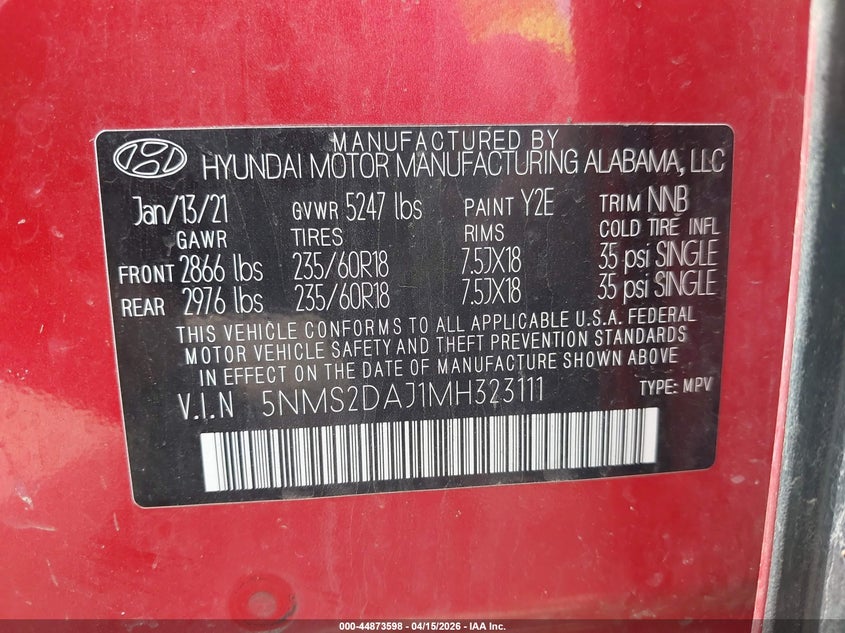 MANUFACTURED BY
HYUNDAI MOTOR MANUFACTURING ALABAMA, LLC
Jan/13/21 GVWR 5247 lbs PAINT Y2E TRIM NNB
GAWR TIRES RIMS COLD TIRE INFL
FRONT 2866 lbs 235/60R18 7.5JX18 35 psi SINGLE
REAR 2976 lbs 235/60R18 7.5JX18 35 psi SINGLE
THIS VEHICLE CONFORMS TO ALL APPLICABLE U.S.A. FEDERAL
MOTOR VEHICLE SAFETY AND THEFT PREVENTION STANDARDS
IN EFFECT ON THE DATE OF MANUFACTURE SHOWN ABOVE
V.I.N 5NMS2DAJ1MH323111 TYPE: MPV
000-44873598 - 04/15/2026 - IAA Inc.